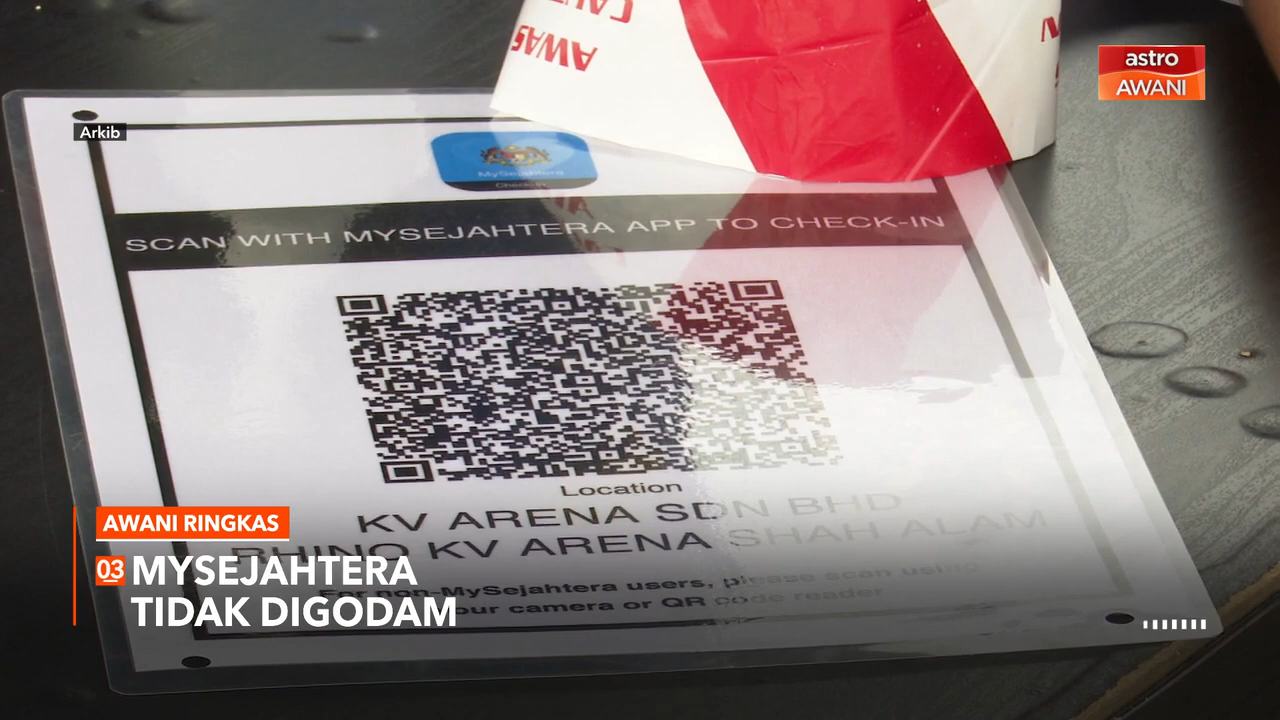 AWAS
astro
AWANI
Arkib
MySejahtera
Check-in
SCAN WITH MYSEJAHTERA APP TO CHECK-IN
Location
KV ARENA SDN BHD
RHINO KV ARENA SHAH ALAM
For non-MySejahtera users, please scan using
your camera or QR code reader
AWANI RINGKAS
03 MYSEJAHTERA
TIDAK DIGODAM